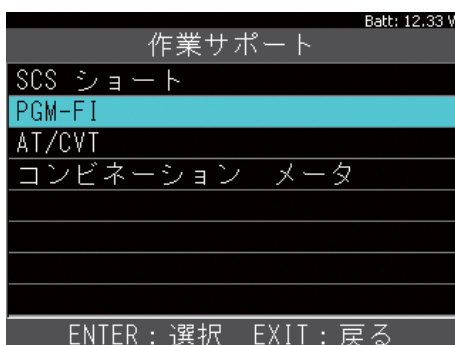 Batt: 12.33 V
作業サポート
SCS ショート
PGM-FI
AT/CVT
コンビネーション メータ
ENTER：選択 EXIT：戻る